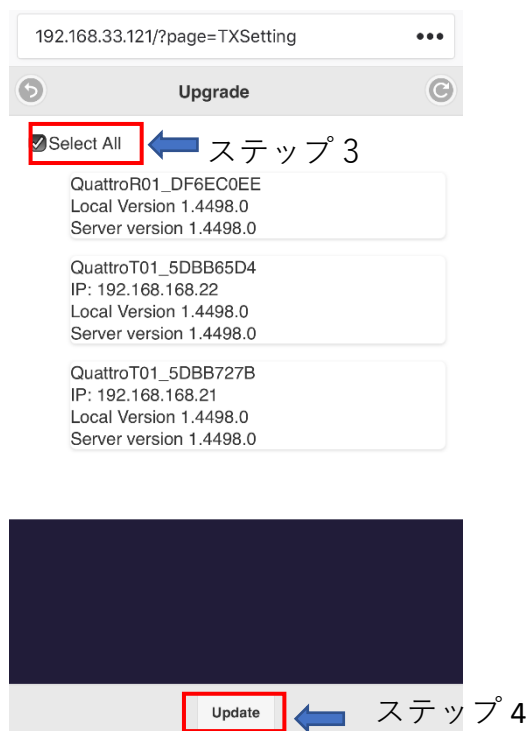 192.168.33.121/?page=TXSetting
Upgrade
Select All
ステップ 3
QuattroR01_DF6EC0EE
Local Version 1.4498.0
Server version 1.4498.0
QuattroT01_5DBB65D4
IP: 192.168.168.22
Local Version 1.4498.0
Server version 1.4498.0
QuattroT01_5DBB727B
IP: 192.168.168.21
Local Version 1.4498.0
Server version 1.4498.0
Update
ステップ 4